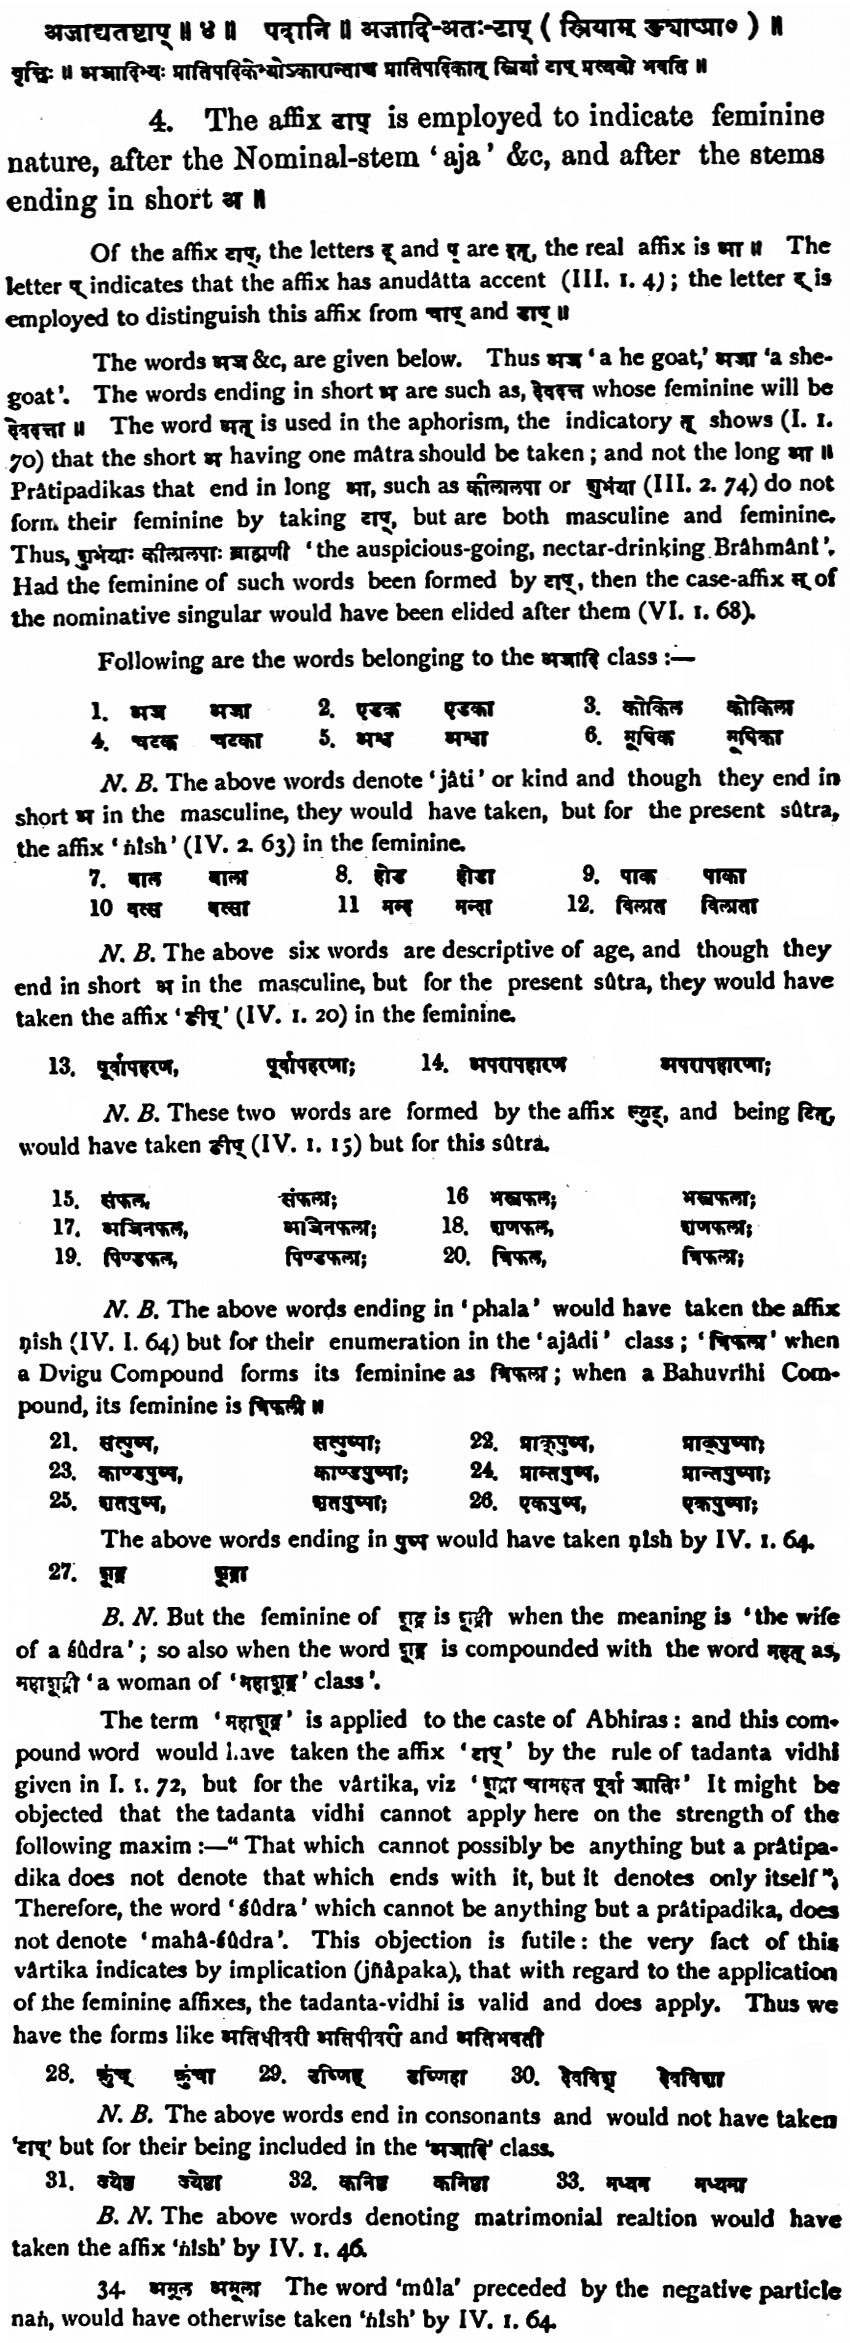 अजाद्यतष्टाप् ॥ ४ ॥ पदानि ॥ अजादि-अतः-टाप् ( स्त्रियाम् ङ्याप्प्रा० ) ॥
वृत्तिः ॥ अजादिभ्यः प्रातिपदिकेभ्योऽकारान्ताच्च प्रातिपदिकात् स्त्रियां टाप् प्रत्ययो भवति ॥
4. The affix टाप् is employed to indicate feminine
nature, after the Nominal-stem ‘aja’ &c, and after the stems
ending in short अ ॥
Of the affix टाप्, the letters ट् and प् are इत्, the real affix is आ ॥ The
letter प् indicates that the affix has anudâtta accent (III. 1. 4); the letter ट् is
employed to distinguish this affix from चाप् and डाप् ॥
The words अज &c, are given below. Thus अज ‘a he goat,’ अजा ‘a she-
goat’. The words ending in short अ are such as, देवदत्त whose feminine will be
देवदत्ता ॥ The word अत् is used in the aphorism, the indicatory त् shows (I. 1.
70) that the short अ having one mâtra should be taken; and not the long आ ॥
Prâtipadikas that end in long आ, such as कीलालपा or शुभंया (III. 2. 74) do not
form their feminine by taking टाप्, but are both masculine and feminine.
Thus, शुभंयाः कीलालपाः ब्राह्मणी ‘the auspicious-going, nectar-drinking Brâhmânî’.
Had the feminine of such words been formed by टाप्, then the case-affix स् of
the nominative singular would have been elided after them (VI. 1. 68).
Following are the words belonging to the अजादि class :—
1. अज अजा 2. एडक एडका 3. कोकिल कोकिला
4. चटक चटका 5. अश्व अश्वा 6. मूषिक मूषिका
N. B. The above words denote ‘jâti’ or kind and though they end in
short अ in the masculine, they would have taken, but for the present sûtra,
the affix ‘ṅîsh’ (IV. 2. 63) in the feminine.
7. बाल बाला 8. होड होडा 9. पाक पाका
10 वत्स वत्सा 11 मन्द मन्दा 12. विलात विलाता
N. B. The above six words are descriptive of age, and though they
end in short अ in the masculine, but for the present sûtra, they would have
taken the affix ‘ङीप्’ (IV. 1. 20) in the feminine.
13. पूर्वापहरण, पूर्वापहरणा; 14. अपरापहारण अपरापहारणा;
N. B. These two words are formed by the affix ल्युट्, and being टित्,
would have taken ङीप् (IV. 1. 15) but for this sûtra.
15. संफल, संफला; 16 भस्त्रफल; भस्त्रफला;
17. अजिनफल, अजिनफला; 18. शणफल, शणफला;
19. पिण्डफल, पिण्डफला; 20. त्रिफल, त्रिफला;
N. B. The above words ending in ‘phala’ would have taken the affix
ṇish (IV. I. 64) but for their enumeration in the ‘ajâdi’ class; ‘त्रिफला’ when
a Dvigu Compound forms its feminine as त्रिफला; when a Bahuvrîhi Com-
pound, its feminine is त्रिफली ॥
21. सत्पुष्प, सत्पुष्पा; 22. प्राक्पुष्प, प्राक्पुष्पा;
23. काण्डपुष्प, काण्डपुष्पा; 24. प्रान्तपुष्प, प्रान्तपुष्पा;
25. शतपुष्प, शतपुष्पा; 26. एकपुष्प, एकपुष्पा;
The above words ending in पुष्प would have taken ṇîsh by IV. 1. 64.
27. शूद्र शूद्रा
B. N. But the feminine of शूद्र is शूद्री when the meaning is ‘the wife
of a śûdra’; so also when the word शूद्र is compounded with the word महत् as,
महाशूद्री ‘a woman of ‘महाशूद्र’ class’.
The term ‘महाशूद्र’ is applied to the caste of Abhiras: and this com-
pound word would have taken the affix ‘टाप्’ by the rule of tadanta vidhi
given in I. 1. 72, but for the vârtika, viz ‘शूद्रा चामहत पूर्वा जातिः’ It might be
objected that the tadanta vidhi cannot apply here on the strength of the
following maxim :—“That which cannot possibly be anything but a prâtipa-
dika does not denote that which ends with it, but it denotes only itself”;
Therefore, the word ‘śûdra’ which cannot be anything but a prâtipadika, does
not denote ‘mahâ-śûdra’. This objection is futile: the very fact of this
vârtika indicates by implication (jñâpaka), that with regard to the application
of the feminine affixes, the tadanta-vidhi is valid and does apply. Thus we
have the forms like अतिधीवरी अतिपीवरी and अतिभवती
28. क्रुंच् क्रुंचा 29. उष्णिह् उष्णिहा 30. देवविश् देवविशा
N. B. The above words end in consonants and would not have taken
‘टाप्’ but for their being included in the ‘अजादि’ class.
31. ज्येष्ठ ज्येष्ठा 32. कनिष्ठ कनिष्ठा 33. मध्यम मध्यमा
B. N. The above words denoting matrimonial realtion would have
taken the affix ‘ṅîsh’ by IV. 1. 46.
34. अमूल अमूला The word ‘mûla’ preceded by the negative particle
nañ, would have otherwise taken ‘ṅîsh’ by IV. 1. 64.